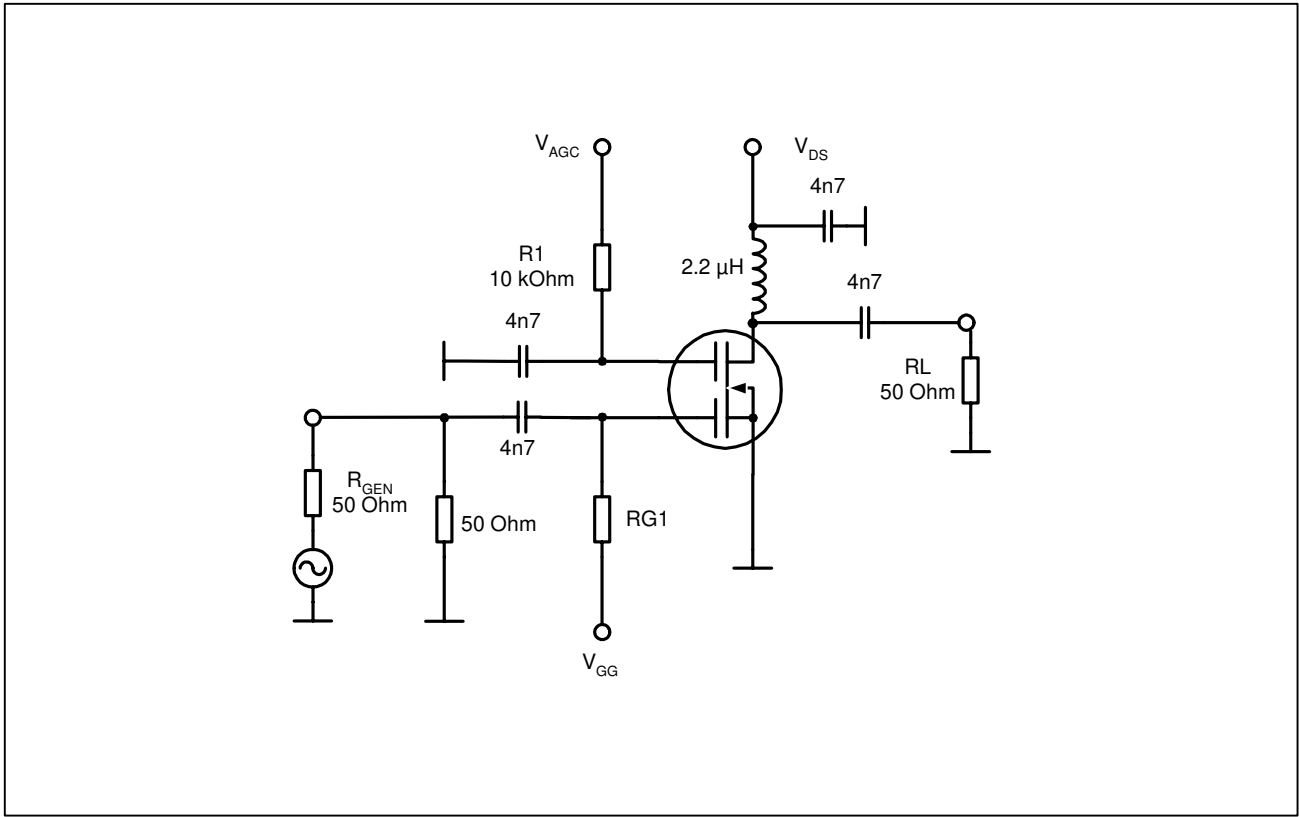 V_AGC
V_DS
4n7
R1
10 kOhm
2.2 µH
4n7
4n7
RL
50 Ohm
4n7
R_GEN
50 Ohm
50 Ohm
RG1
V_GG